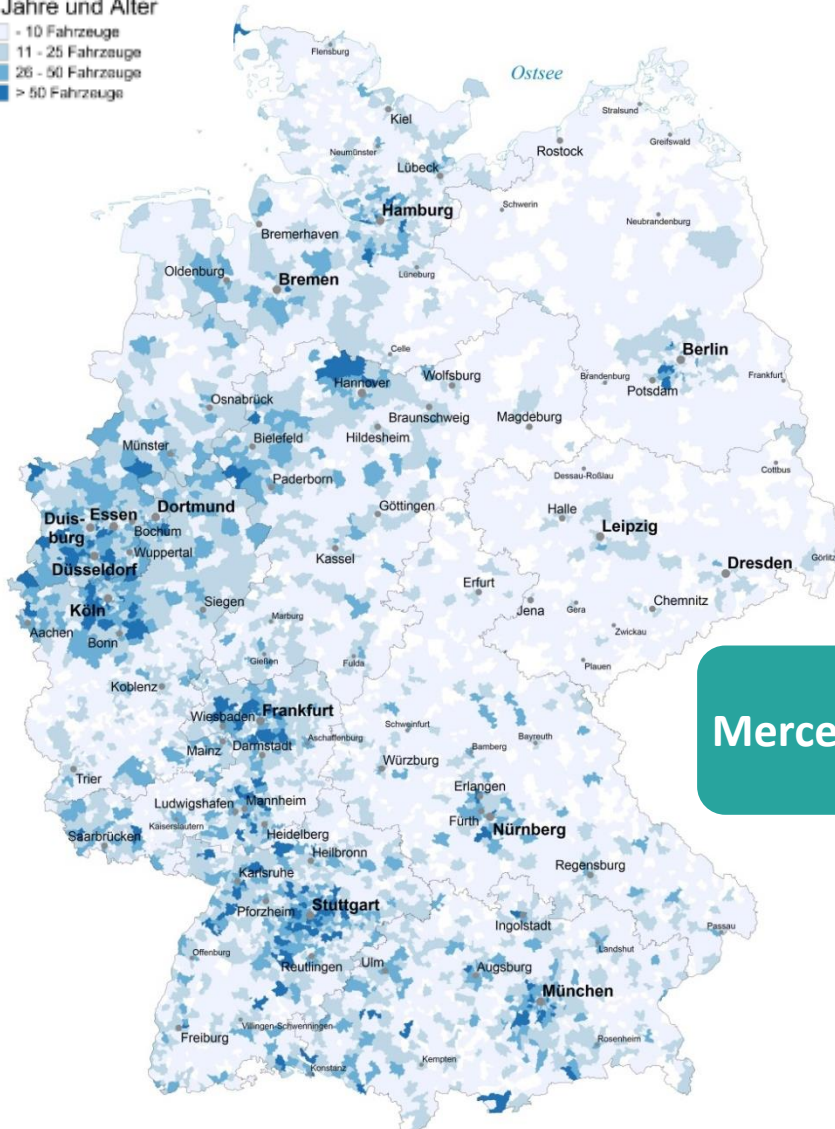 Jahre und Alter
- 10 Fahrzeuge
11 - 25 Fahrzeuge
26 - 50 Fahrzeuge
> 50 Fahrzeuge
Flensburg
Ostsee
Kiel
Stralsund
Rostock
Greifswald
Neumünster
Lübeck
Schwerin
Hamburg
Neubrandenburg
Bremerhaven
Oldenburg
Bremen
Lüneburg
Celle
Berlin
Hannover
Wolfsburg
Brandenburg
Potsdam
Frankfurt
Osnabrück
Braunschweig
Magdeburg
Münster
Bielefeld
Hildesheim
Cottbus
Paderborn
Dessau-Roßlau
Duis-
burg
Essen
Dortmund
Bochum
Göttingen
Halle
Leipzig
Wuppertal
Düsseldorf
Kassel
Dresden
Görlitz
Köln
Siegen
Erfurt
Jena
Gera
Chemnitz
Aachen
Bonn
Marburg
Zwickau
Gießen
Fulda
Plauen
Koblenz
Wiesbaden
Frankfurt
Merce
Mainz
Darmstadt
Aschaffenburg
Schweinfurt
Bamberg
Bayreuth
Trier
Würzburg
Ludwigshafen
Mannheim
Erlangen
Kaiserslautern
Fürth
Nürnberg
Saarbrücken
Heidelberg
Heilbronn
Karlsruhe
Regensburg
Pforzheim
Stuttgart
Ingolstadt
Passau
Offenburg
Reutlingen
Ulm
Augsburg
Landshut
München
Villingen-Schwenningen
Freiburg
Rosenheim
Konstanz
Kempten